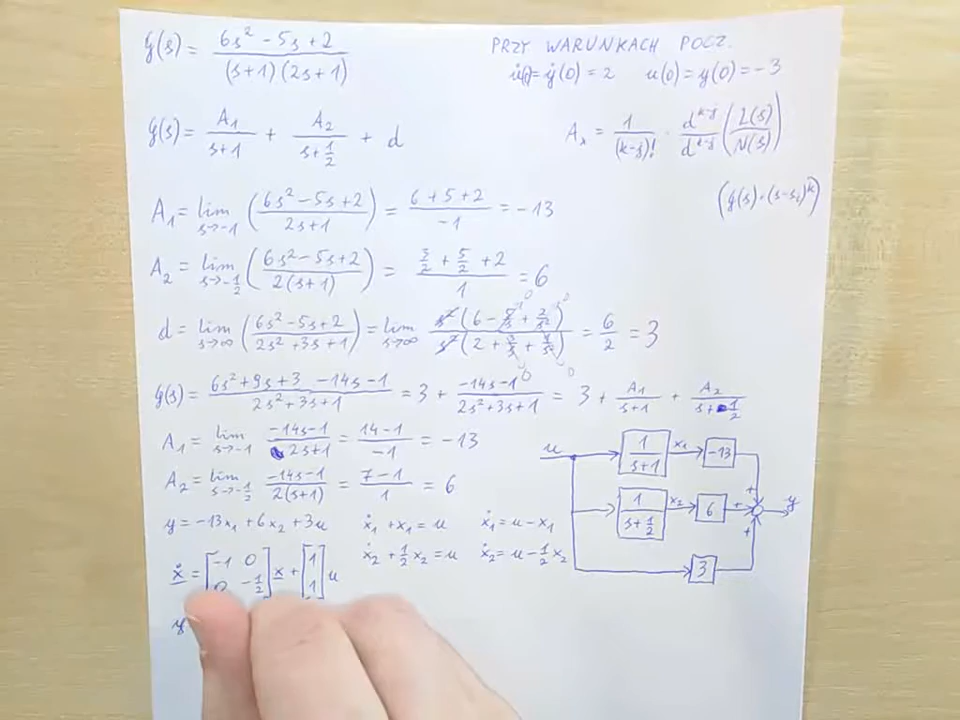 g(s) = (6s² - 5s + 2) / ((s+1)(2s+1))
PRZY WARUNKACH POCZ.
u̇(0) = ẏ(0) = 2 u(0) = y(0) = -3
g(s) = A₁/(s+1) + A₂/(s+1/2) + d
Aₓ = 1/(k-j)! · d^(k-j)/d^(k-j) (L(s)/N(s))
(g(s)·(s-sᵢ)^k)
A₁ = lim s→-1 ((6s² - 5s + 2)/(2s+1)) = (6+5+2)/(-1) = -13
A₂ = lim s→-1/2 ((6s² - 5s + 2)/(2(s+1))) = (3/2 + 5/2 + 2)/1 = 6
d = lim s→∞ ((6s² - 5s + 2)/(2s² + 3s + 1)) = lim s→∞ s²(6 - 5/s + 2/s²)/s²(2 + 3/s + 1/s²) = 6/2 = 3
g(s) = (6s² + 9s + 3 - 14s - 1)/(2s² + 3s + 1) = 3 + (-14s - 1)/(2s² + 3s + 1) = 3 + A₁/(s+1) + A₂/(s+1/2)
A₁ = lim s→-1 (-14s-1)/(2s+1) = (14-1)/(-1) = -13
A₂ = lim s→-1/2 (-14s-1)/(2(s+1)) = (7-1)/1 = 6
y = -13x₁ + 6x₂ + 3u ẋ₁ + x₁ = u ẋ₁ = u - x₁
ẋ₂ + 1/2 x₂ = u ẋ₂ = u - 1/2 x₂
ẋ = [-1 0; 0 -1/2] x + [1; 1] u
y
u 1/(s+1) x₁ -13 +
1/(s+1/2) x₂ 6 + y
3 +